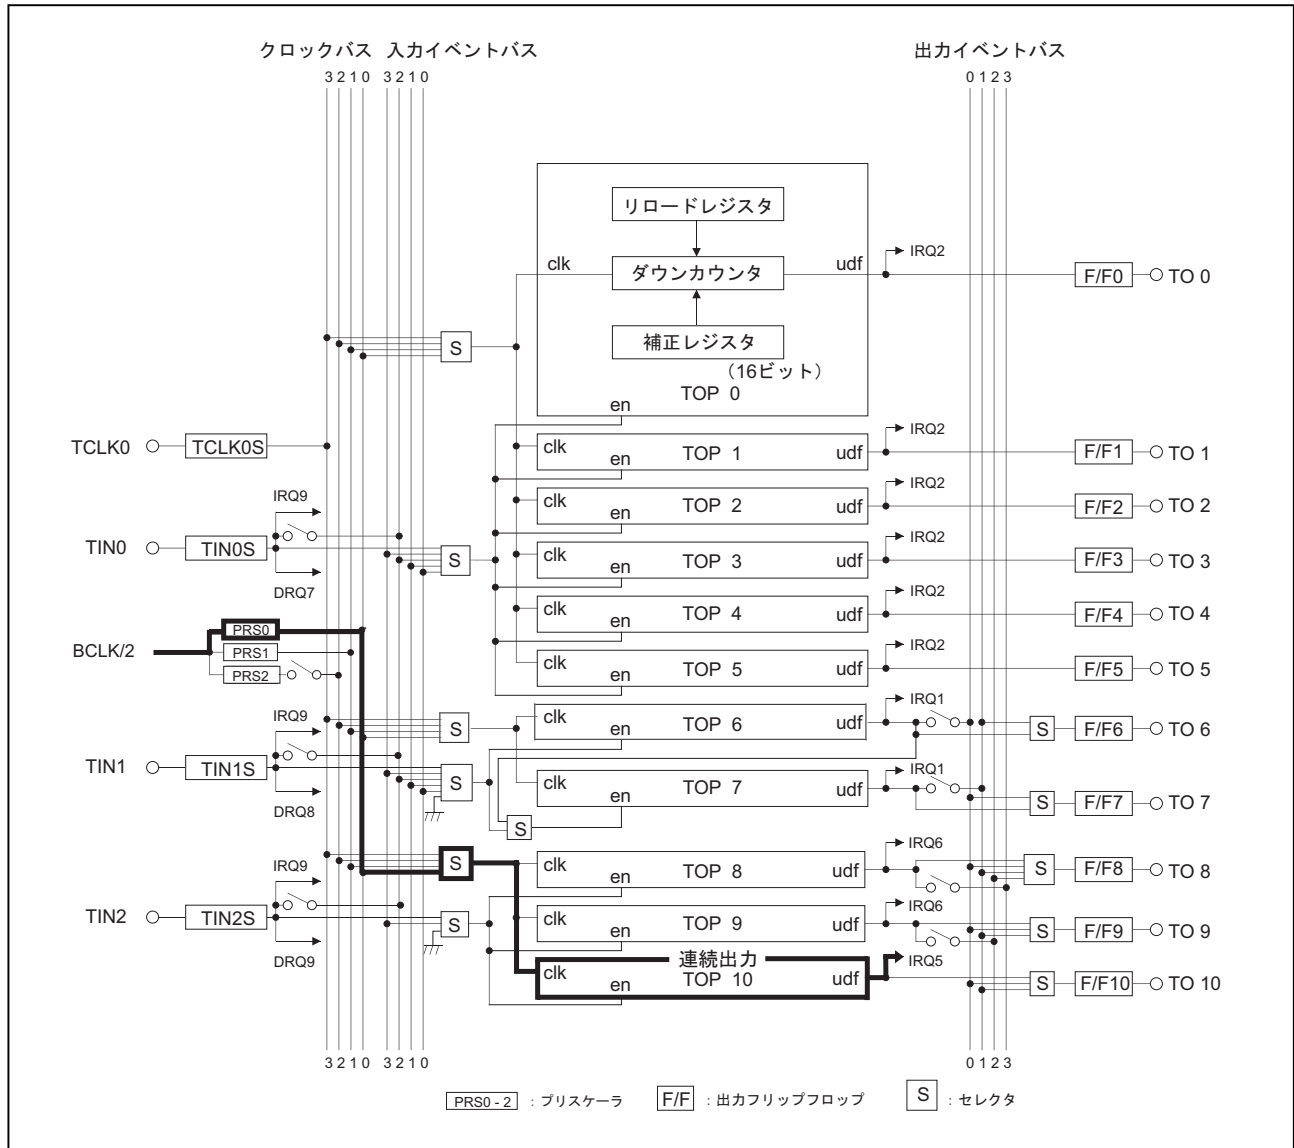 クロックバス 入力イベントバス 出力イベントバス
3 2 1 0 3 2 1 0 0 1 2 3
リロードレジスタ
IRQ2
clk ダウンカウンタ udf
F/F0 TO 0
補正レジスタ
S
(16ビット)
TOP 0
en
IRQ2
TCLK0 TCLK0S clk TOP 1 udf F/F1 TO 1
en
IRQ2
IRQ9
clk TOP 2 udf F/F2 TO 2
en
IRQ2
TIN0 TIN0S S clk TOP 3 udf F/F3 TO 3
en
DRQ7
IRQ2
clk TOP 4 udf F/F4 TO 4
en
PRS0
IRQ2
BCLK/2 PRS1
PRS2
clk TOP 5 udf F/F5 TO 5
en
IRQ1
IRQ9
S clk TOP 6 udf S F/F6 TO 6
en
TIN1 TIN1S S
IRQ1
clk TOP 7 udf
en
S F/F7 TO 7
DRQ8
S
IRQ6
IRQ9
S clk TOP 8 udf S F/F8 TO 8
en
IRQ6
TIN2 TIN2S S clk TOP 9 udf S F/F9 TO 9
en
DRQ9
連続出力
IRQ5
clk TOP 10 udf
en
S F/F10 TO 10
3 2 1 0 3 2 1 0 0 1 2 3
PRS0 - 2 : プリスケーラ F/F : 出力フリップフロップ S : セレクタ